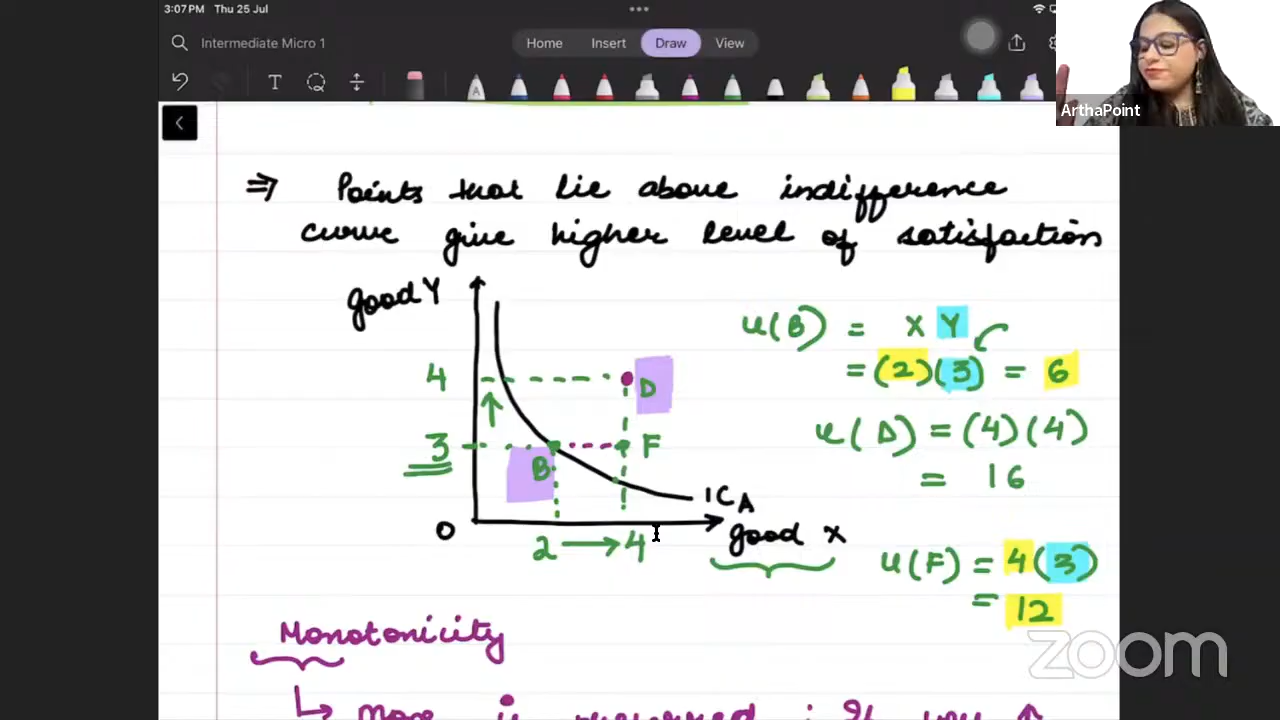 3:07 PM Thu 25 Jul
Intermediate Micro 1
Home Insert Draw View
T
A
ArthaPoint
⇒ Points that lie above indifference
curve give higher level of satisfaction
good Y
4
3
D
F
B
IC A
0
2 → 4
good x
u(B) = x Y
= (2)(3) = 6
u(D) = (4)(4)
= 16
u(F) = 4(3)
= 12
Monotonicity
zoom
↳ More is